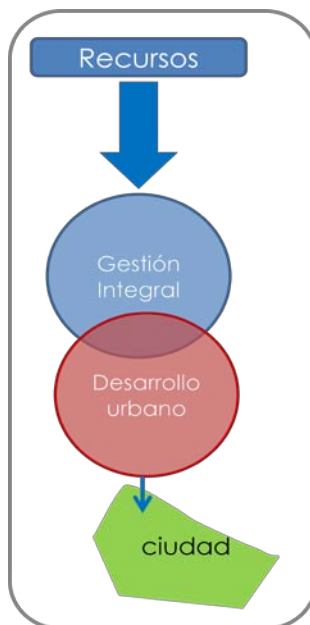 Recursos
Gestión
Integral
Desarrollo
urbano
ciudad